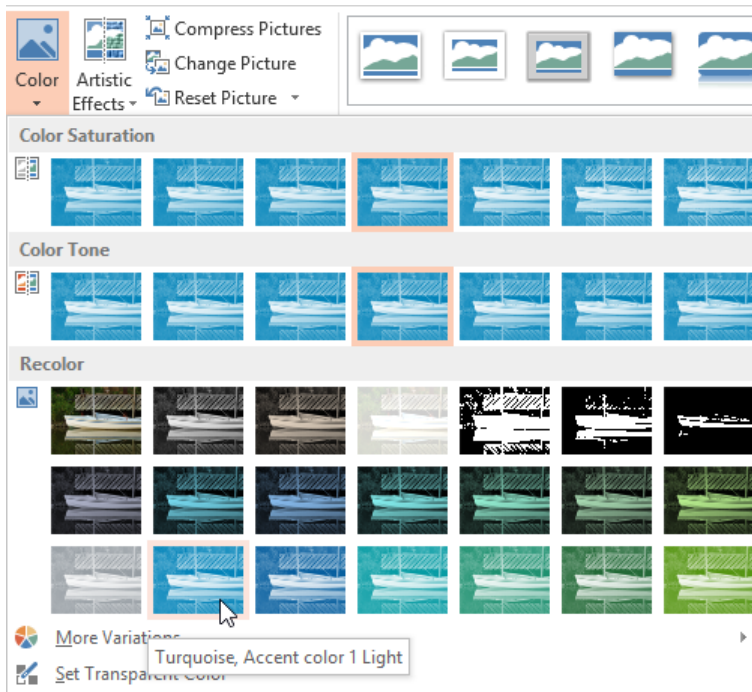 Color
Artistic
Effects
Compress Pictures
Change Picture
Reset Picture
Color Saturation
Color Tone
Recolor
More Variations
Turquoise, Accent color 1 Light
Set Transparent Color